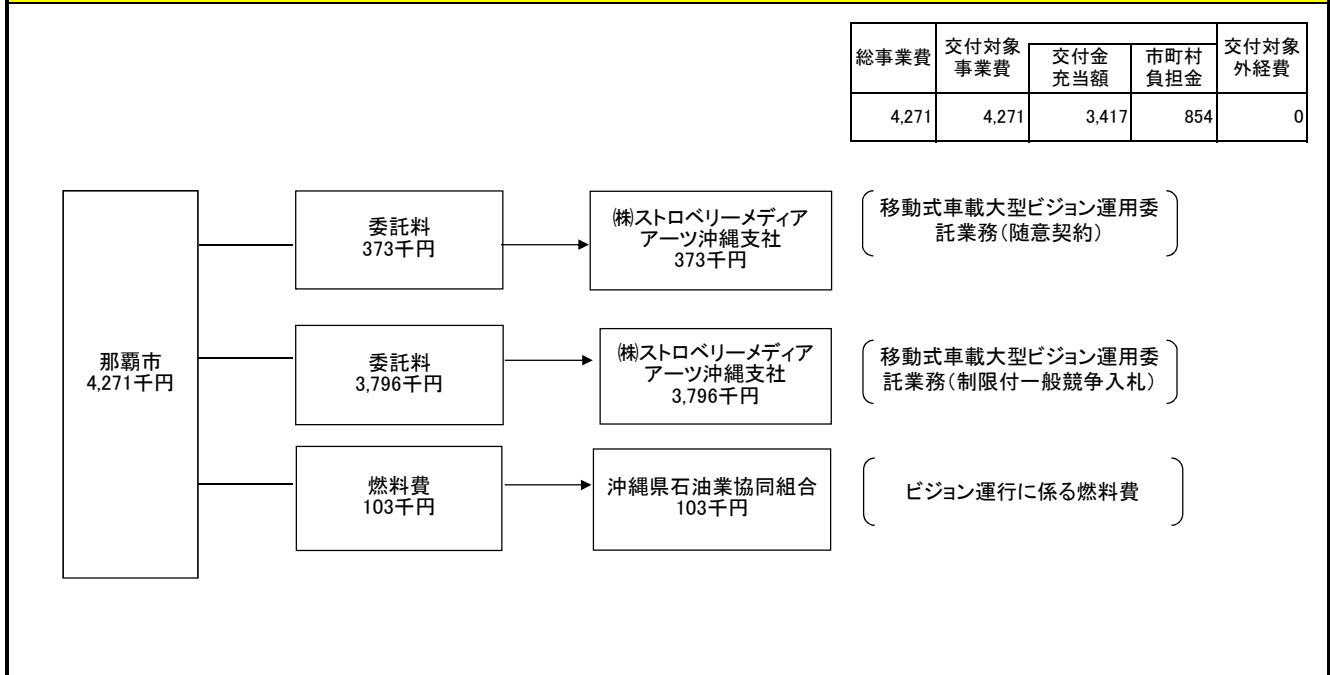 総事業費
交付対象
事業費
交付金
充当額
市町村
負担金
交付対象
外経費
4,271
4,271
3,417
854
0
那覇市
4,271千円
委託料
373千円
㈱ストロベリーメディア
アーツ沖縄支社
373千円
移動式車載大型ビジョン運用委
託業務（随意契約）
委託料
3,796千円
㈱ストロベリーメディア
アーツ沖縄支社
3,796千円
移動式車載大型ビジョン運用委
託業務（制限付一般競争入札）
燃料費
103千円
沖縄県石油業協同組合
103千円
ビジョン運行に係る燃料費